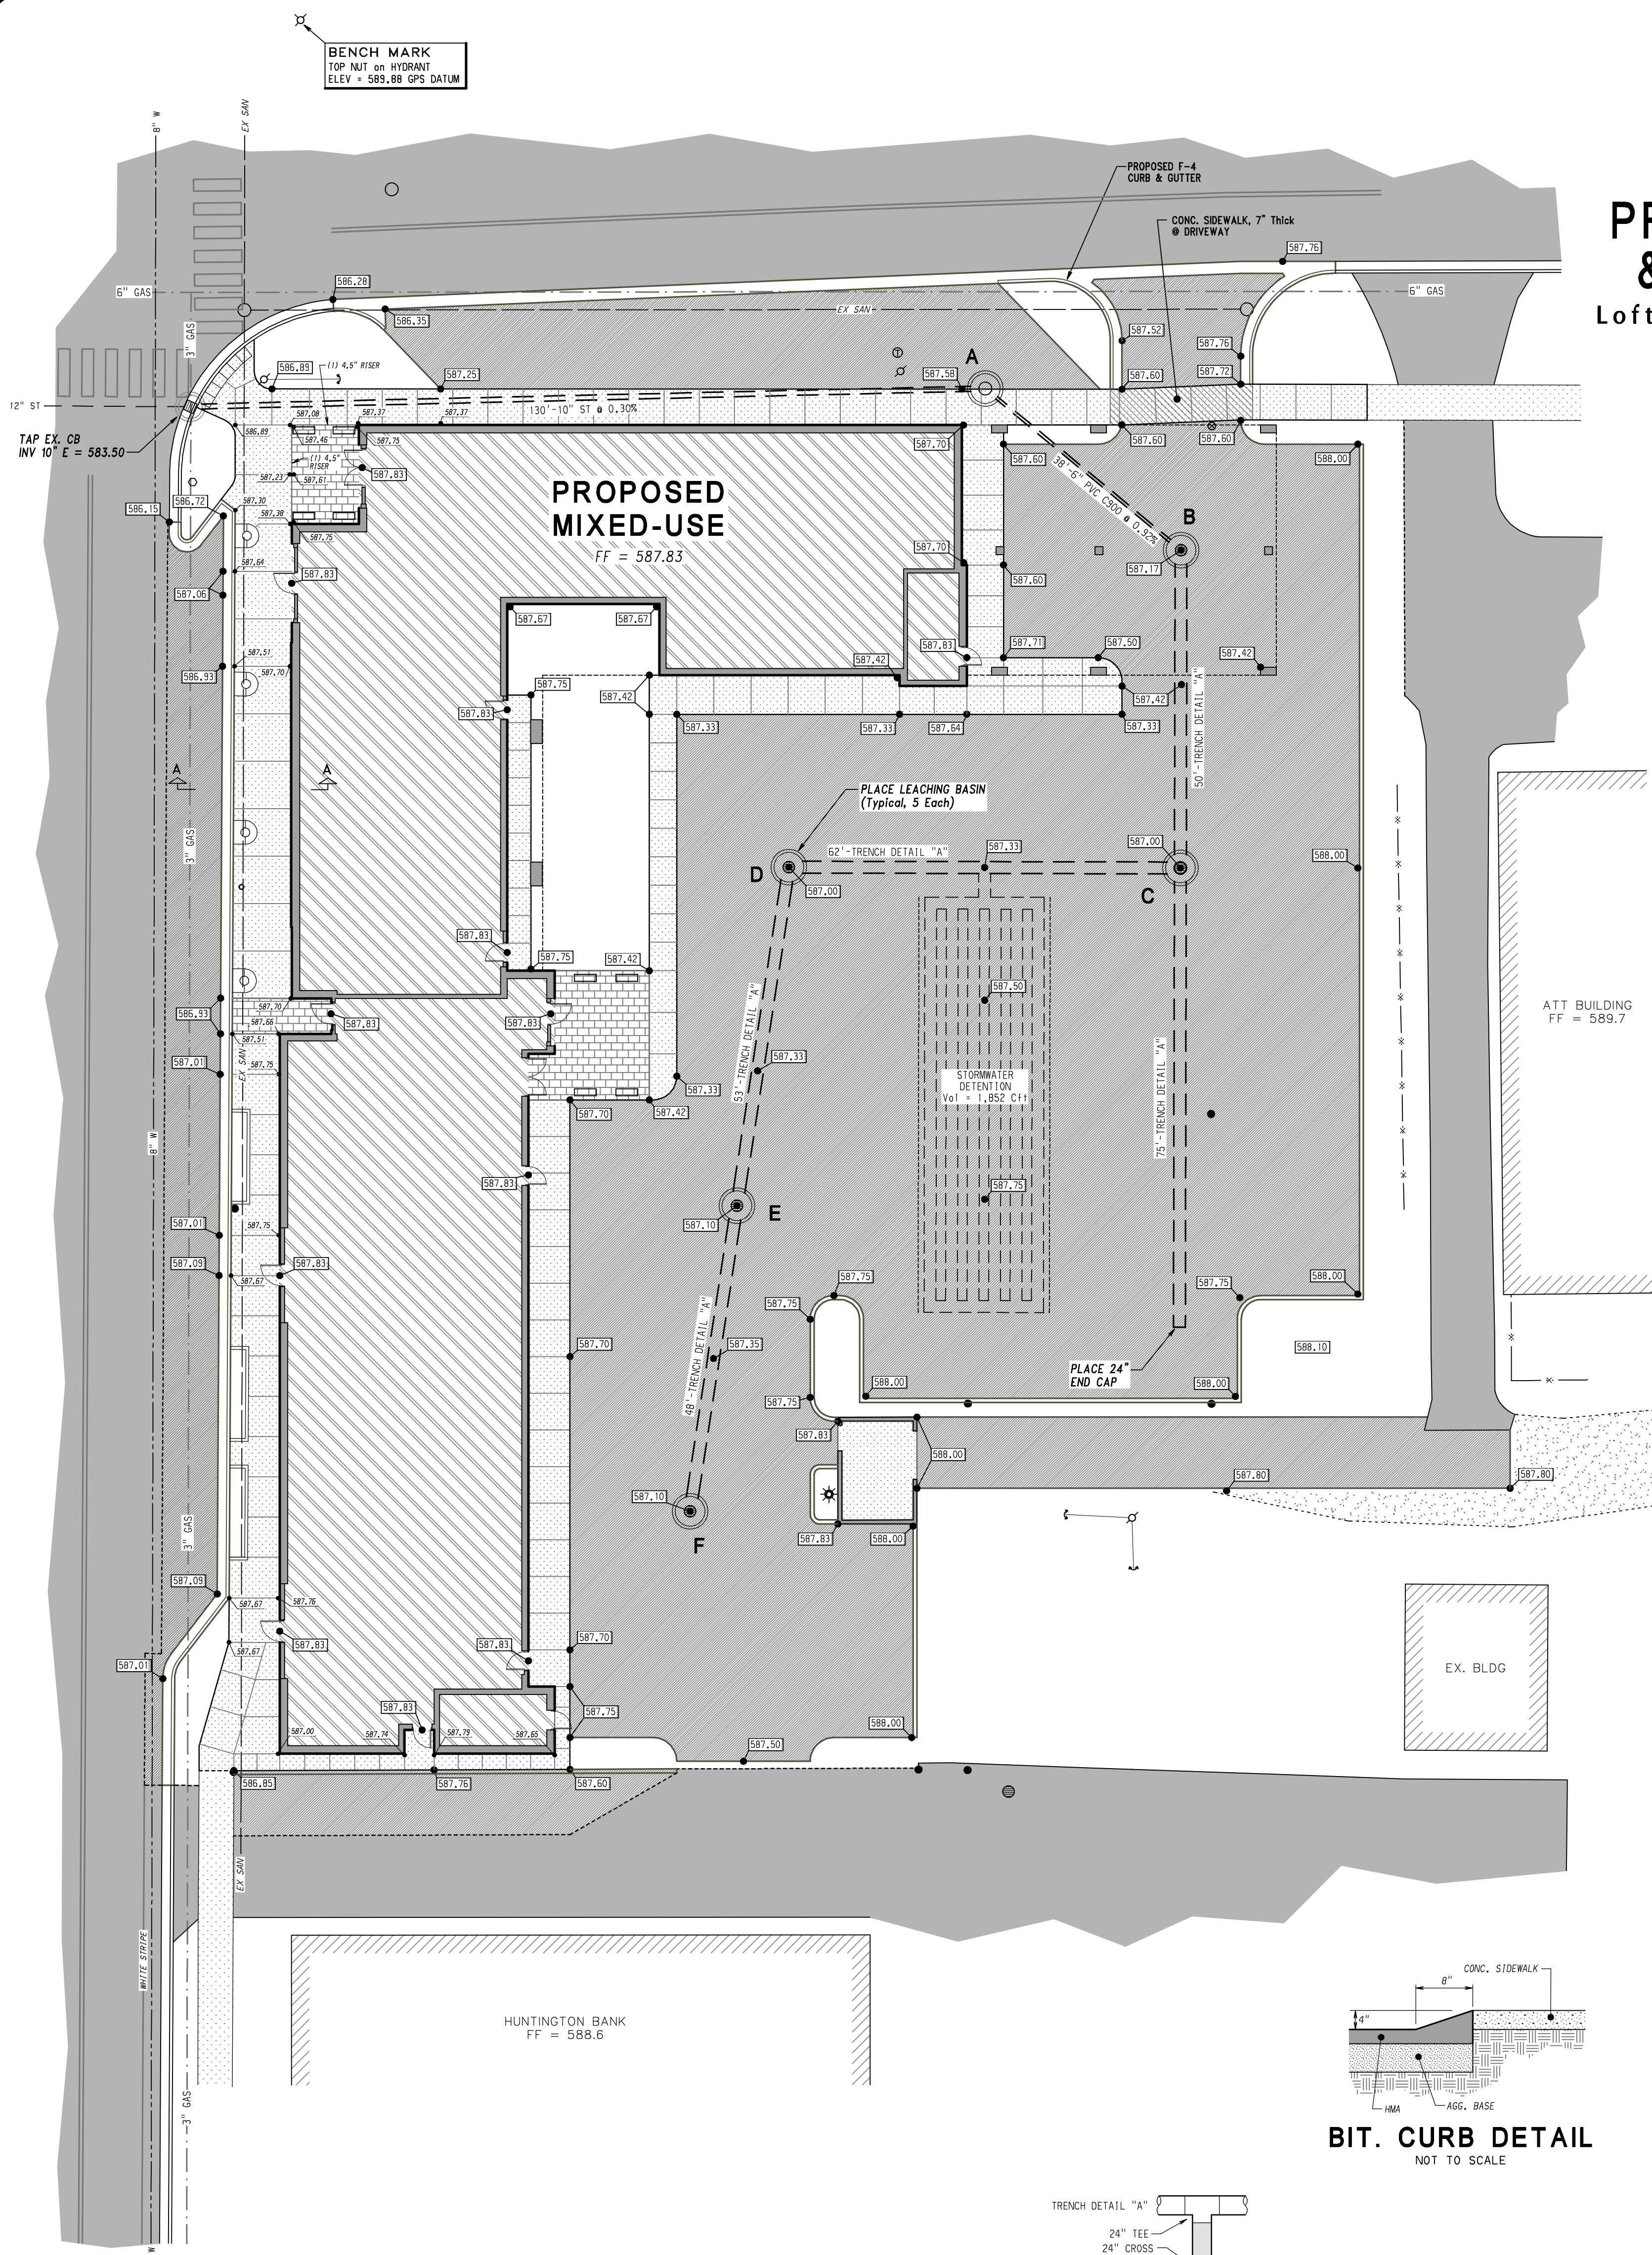 BENCH MARK
TOP NUT on HYDRANT
ELEV = 589.88 GPS DATUM
8" W
EX SAN
PROPOSED F-4
CURB & GUTTER
CONC. SIDEWALK, 7" Thick
@ DRIVEWAY
PR
&
Loft
587.76
586.28
6" GAS
6" GAS
3" GAS
EX SAN
586.35
587.52
587.76
A
586.89
(1) 4.5" RISER
587.25
587.58
587.60
587.72
12" ST
130'-10" ST @ 0.30%
TAP EX. CB
INV 10" E = 583.50
587.08
587.37
587.37
586.89
587.46
587.75
587.70
587.60
587.60
587.60
588.00
(1) 4.5"
RISER
587.83
587.23
587.61
38'-6" PVC C900 @ 0.92%
PROPOSED
MIXED-USE
FF = 587.83
586.72
586.15
587.30
587.38
587.75
B
587.70
587.17
587.64
587.83
587.60
587.06
587.67
587.67
587.51
587.70
586.93
587.83
587.71
587.50
587.42
587.42
587.75
587.42
587.42
587.83
587.33
587.33
587.64
587.33
50'-TRENCH DETAIL "A"
A
A
PLACE LEACHING BASIN
(Typical, 5 Each)
3" GAS
62'-TRENCH DETAIL "A"
587.33
587.00
588.00
D
587.00
C
587.83
587.75
587.42
587.50
53'-TRENCH DETAIL "A"
587.70
586.93
587.66
587.83
587.83
587.51
ATT BUILDING
FF = 589.7
587.01
587.75
EX SAN
587.33
587.33
STORMWATER
DETENTION
Vol = 1,852 Cft
75'-TRENCH DETAIL "A"
587.70
587.42
8" W
587.83
587.75
587.01
587.75
587.10
E
587.09
587.67
587.83
587.75
587.75
587.75
588.00
48'-TRENCH DETAIL "A"
587.35
587.70
588.10
PLACE 24"
END CAP
587.75
588.00
588.00
587.83
588.00
587.80
587.80
587.10
F
587.83
588.00
3" GAS
587.09
587.67
587.76
587.83
587.83
587.70
587.67
587.01
EX. BLDG
587.83
587.75
587.00
587.74
587.79
587.65
588.00
587.50
586.85
587.76
587.60
EX SAN
WHITE STRIPE
HUNTINGTON BANK
FF = 588.6
3" GAS
W
CONC. SIDEWALK
8"
4"
HMA
AGG. BASE
BIT. CURB DETAIL
NOT TO SCALE
TRENCH DETAIL "A"
24" TEE
24" CROSS